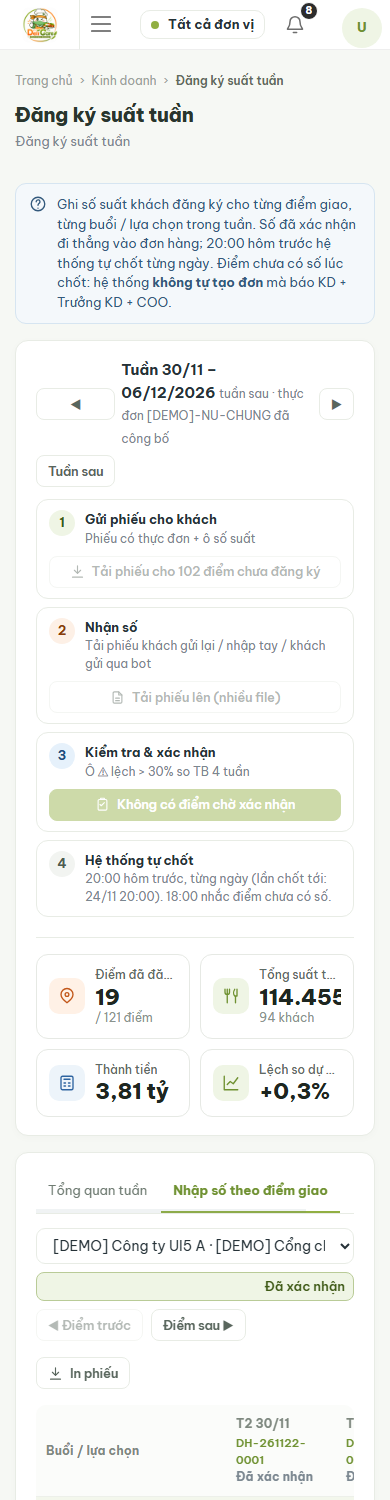 Tất cả đơn vị
8
U
Trang chủ › Kinh doanh › Đăng ký suất tuần
Đăng ký suất tuần
Đăng ký suất tuần
Ghi số suất khách đăng ký cho từng điểm giao,
từng buổi / lựa chọn trong tuần. Số đã xác nhận
đi thẳng vào đơn hàng; 20:00 hôm trước hệ
thống tự chốt từng ngày. Điểm chưa có số lúc
chốt: hệ thống không tự tạo đơn mà báo KD +
Trưởng KD + COO.
◀
Tuần 30/11 –
06/12/2026 tuần sau · thực
đơn [DEMO]-NU-CHUNG đã
công bố
▶
Tuần sau
1
Gửi phiếu cho khách
Phiếu có thực đơn + ô số suất
Tải phiếu cho 102 điểm chưa đăng ký
2
Nhận số
Tải phiếu khách gửi lại / nhập tay / khách
gửi qua bot
Tải phiếu lên (nhiều file)
3
Kiểm tra & xác nhận
Ô ⚠ lệch > 30% so TB 4 tuần
Không có điểm chờ xác nhận
4
Hệ thống tự chốt
20:00 hôm trước, từng ngày (lần chốt tới:
24/11 20:00). 18:00 nhắc điểm chưa có số.
Điểm đã đă...
19
/ 121 điểm
Tổng suất t...
114.455
94 khách
Thành tiền
3,81 tỷ
Lệch so dự ...
+0,3%
Tổng quan tuần
Nhập số theo điểm giao
[DEMO] Công ty UI5 A · [DEMO] Cổng cl
Đã xác nhận
◀ Điểm trước
Điểm sau ▶
In phiếu
Buổi / lựa chọn
T2 30/11
DH-261122-
0001
Đã xác nhận